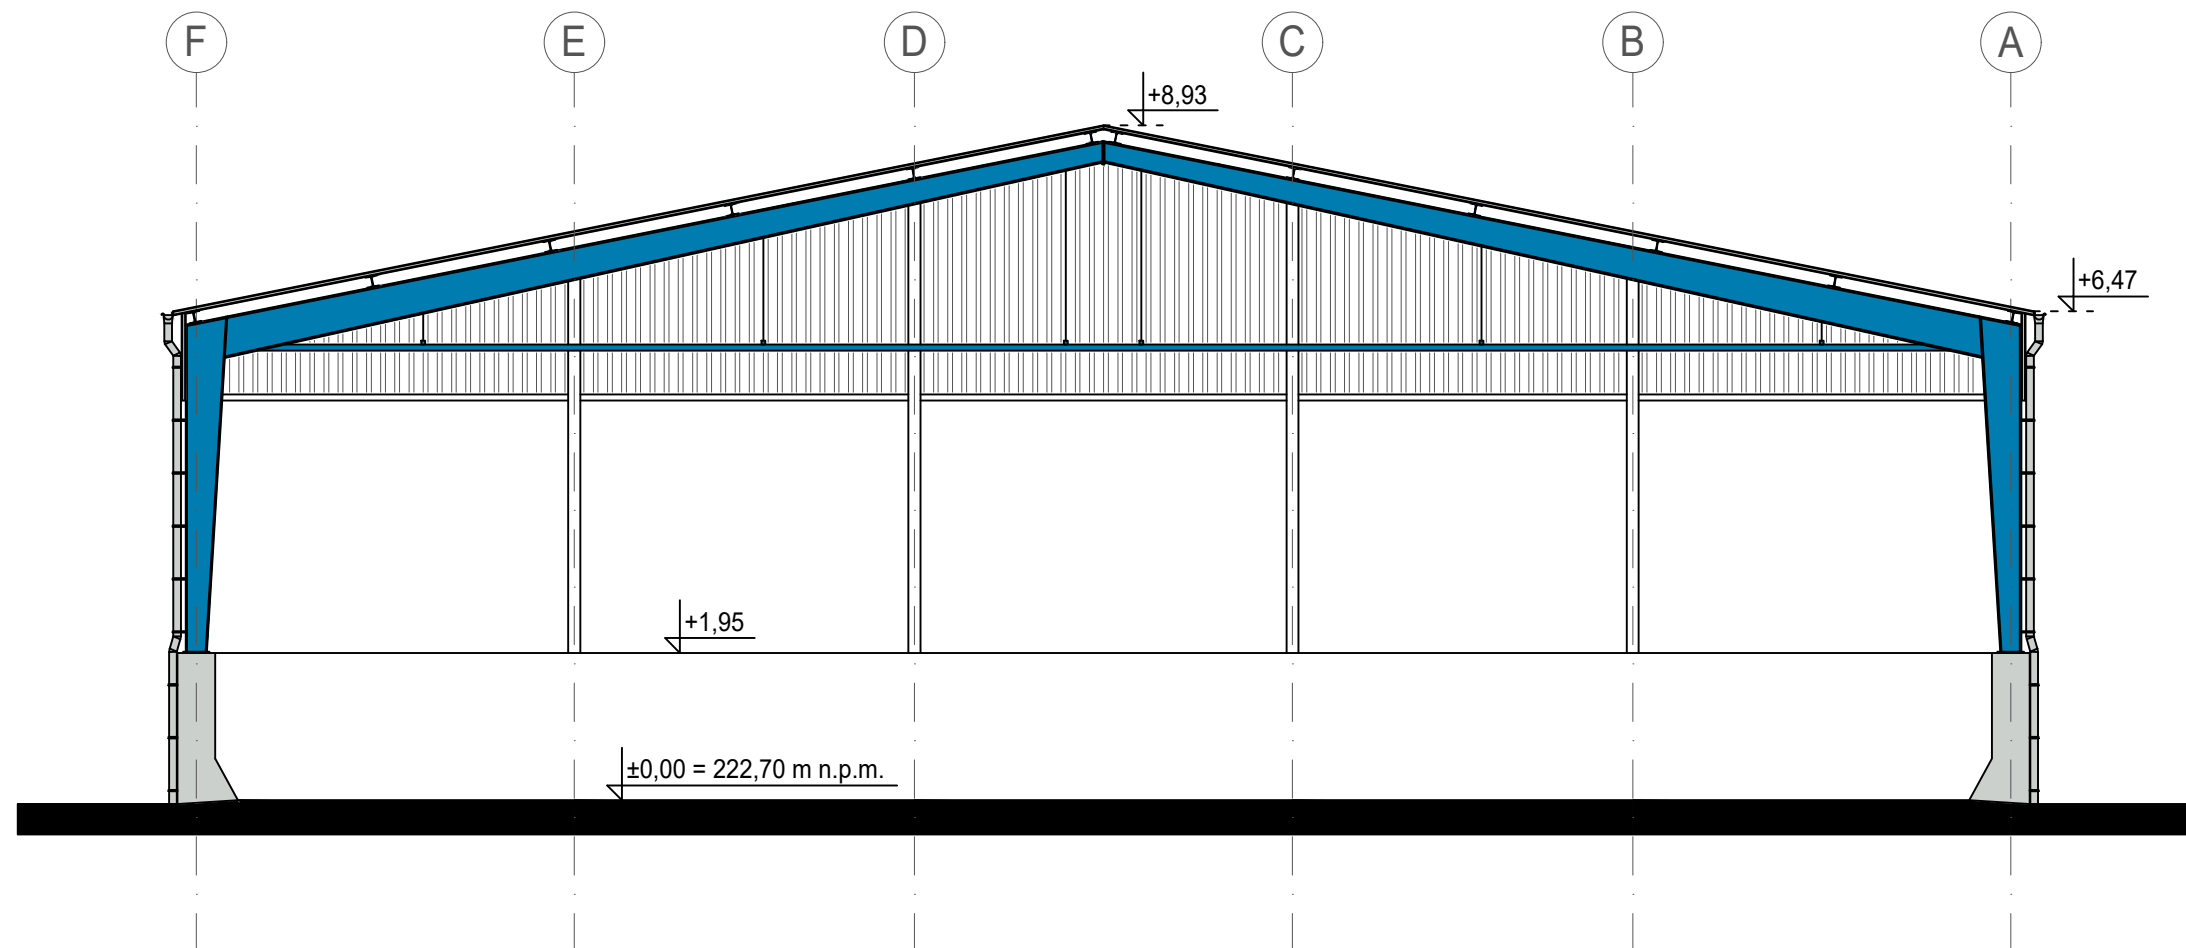 F E D C B A
+8,93
+6,47
+1,95
±0,00 = 222,70 m n.p.m.